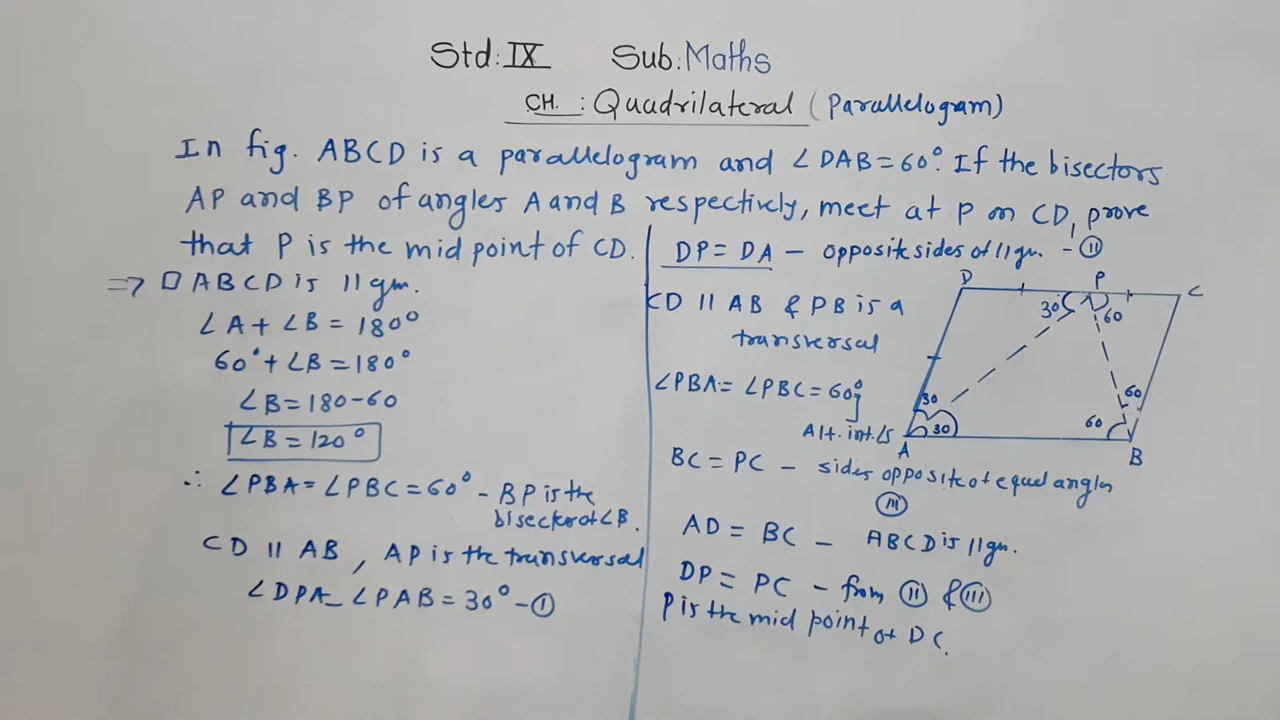 Std: IX Sub: Maths
CH. : Quadrilateral (Parallelogram)
In fig. ABCD is a parallelogram and ∠DAB = 60°. If the bisectors
AP and BP of angles A and B respectively, meet at P on CD, prove
that P is the mid point of CD.
⇒ □ABCD is ||gm.
∠A + ∠B = 180°
60° + ∠B = 180°
∠B = 180-60
∠B = 120°
∴ ∠PBA = ∠PBC = 60° - BP is the
bisector of ∠B.
CD || AB, AP is the transversal
∠DPA = ∠PAB = 30° - ①
DP = DA - opposite sides of ||gm. - Ⓘⓘ
CD || AB & PB is a
transversal
∠PBA = ∠PBC = 60°
Alt. int. ∠s
BC = PC - sides opposite of equal angles
(III)
AD = BC - ABCD is ||gm.
DP = PC - from (II) & (III)
P is the mid point of DC.
D P C
30° 60
30 60
30 60
A B